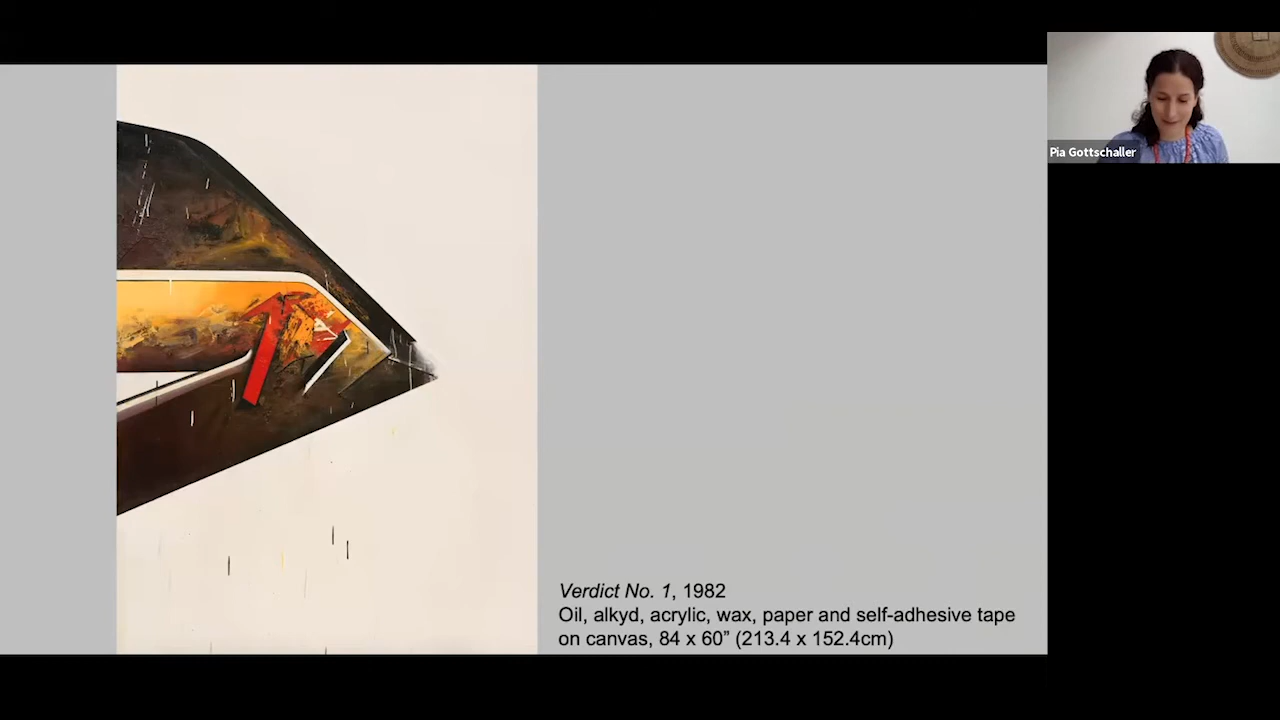 Pia Gottschaller
Verdict No. 1, 1982
Oil, alkyd, acrylic, wax, paper and self-adhesive tape
on canvas, 84 x 60” (213.4 x 152.4cm)